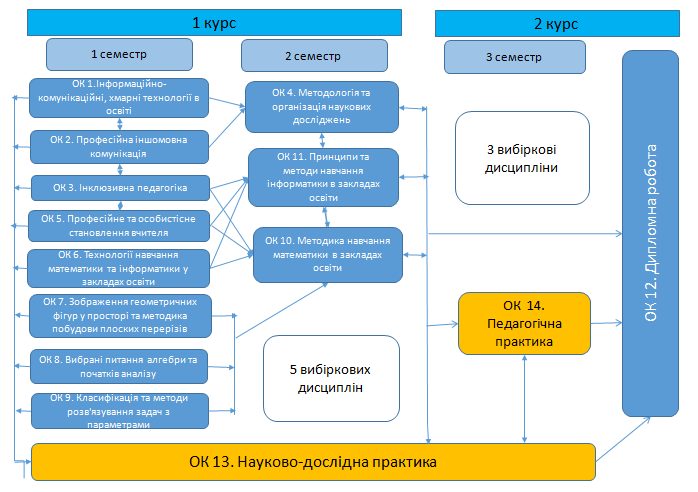 1 курс
2 курс
1 семестр
2 семестр
3 семестр
ОК 1.Інформаційно-
комунікаційні, хмарні технології в
освіті
ОК 2. Професійна іншомовна
комунікація
ОК 3. Інклюзивна педагогіка
ОК 5. Професійне та особистісне
становлення вчителя
ОК 6. Технології навчання
математики та інформатики у
закладах освіти
ОК 7. Зображення геометричних
фігур у просторі та методика
побудови плоских перерізів
ОК 8. Вибрані питання алгебри та
початків аналізу
ОК 9. Класифікація та методи
розв'язування задач з
параметрами
ОК 4. Методологія та
організація наукових
досліджень
ОК 11. Принципи та
методи навчання
інформатики в закладах
освіти
ОК 10. Методика навчання
математики в закладах
освіти
5 вибіркових
дисциплін
3 вибіркові
дисципліни
ОК 14.
Педагогічна
практика
ОК 12. Дипломна робота
ОК 13. Науково-дослідна практика